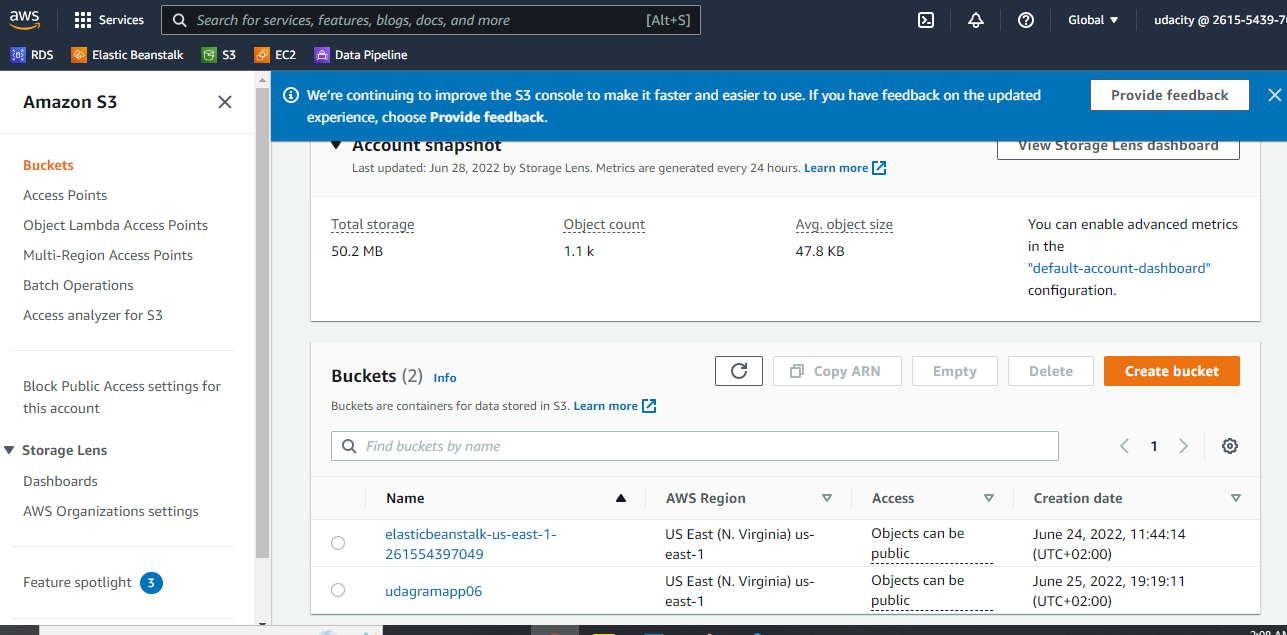 aws
Services
Search for services, features, blogs, docs, and more [Alt+S]
Global ▼
udacity @ 2615-5439-70
RDS
Elastic Beanstalk
S3
EC2
Data Pipeline
Amazon S3
Buckets
Access Points
Object Lambda Access Points
Multi-Region Access Points
Batch Operations
Access analyzer for S3
Block Public Access settings for
this account
Storage Lens
Dashboards
AWS Organizations settings
Feature spotlight 3
We're continuing to improve the S3 console to make it faster and easier to use. If you have feedback on the updated
experience, choose Provide feedback.
Provide feedback
Account snapshot
Last updated: Jun 28, 2022 by Storage Lens. Metrics are generated every 24 hours. Learn more
View Storage Lens dashboard
Total storage
50.2 MB
Object count
1.1 k
Avg. object size
47.8 KB
You can enable advanced metrics
in the
"default-account-dashboard"
configuration.
Buckets (2) Info
Copy ARN
Empty
Delete
Create bucket
Buckets are containers for data stored in S3. Learn more
Find buckets by name
1
Name
AWS Region
Access
Creation date
elasticbeanstalk-us-east-1-
261554397049
US East (N. Virginia) us-
east-1
Objects can be
public
June 24, 2022, 11:44:14
(UTC+02:00)
udagramapp06
US East (N. Virginia) us-
east-1
Objects can be
public
June 25, 2022, 19:19:11
(UTC+02:00)